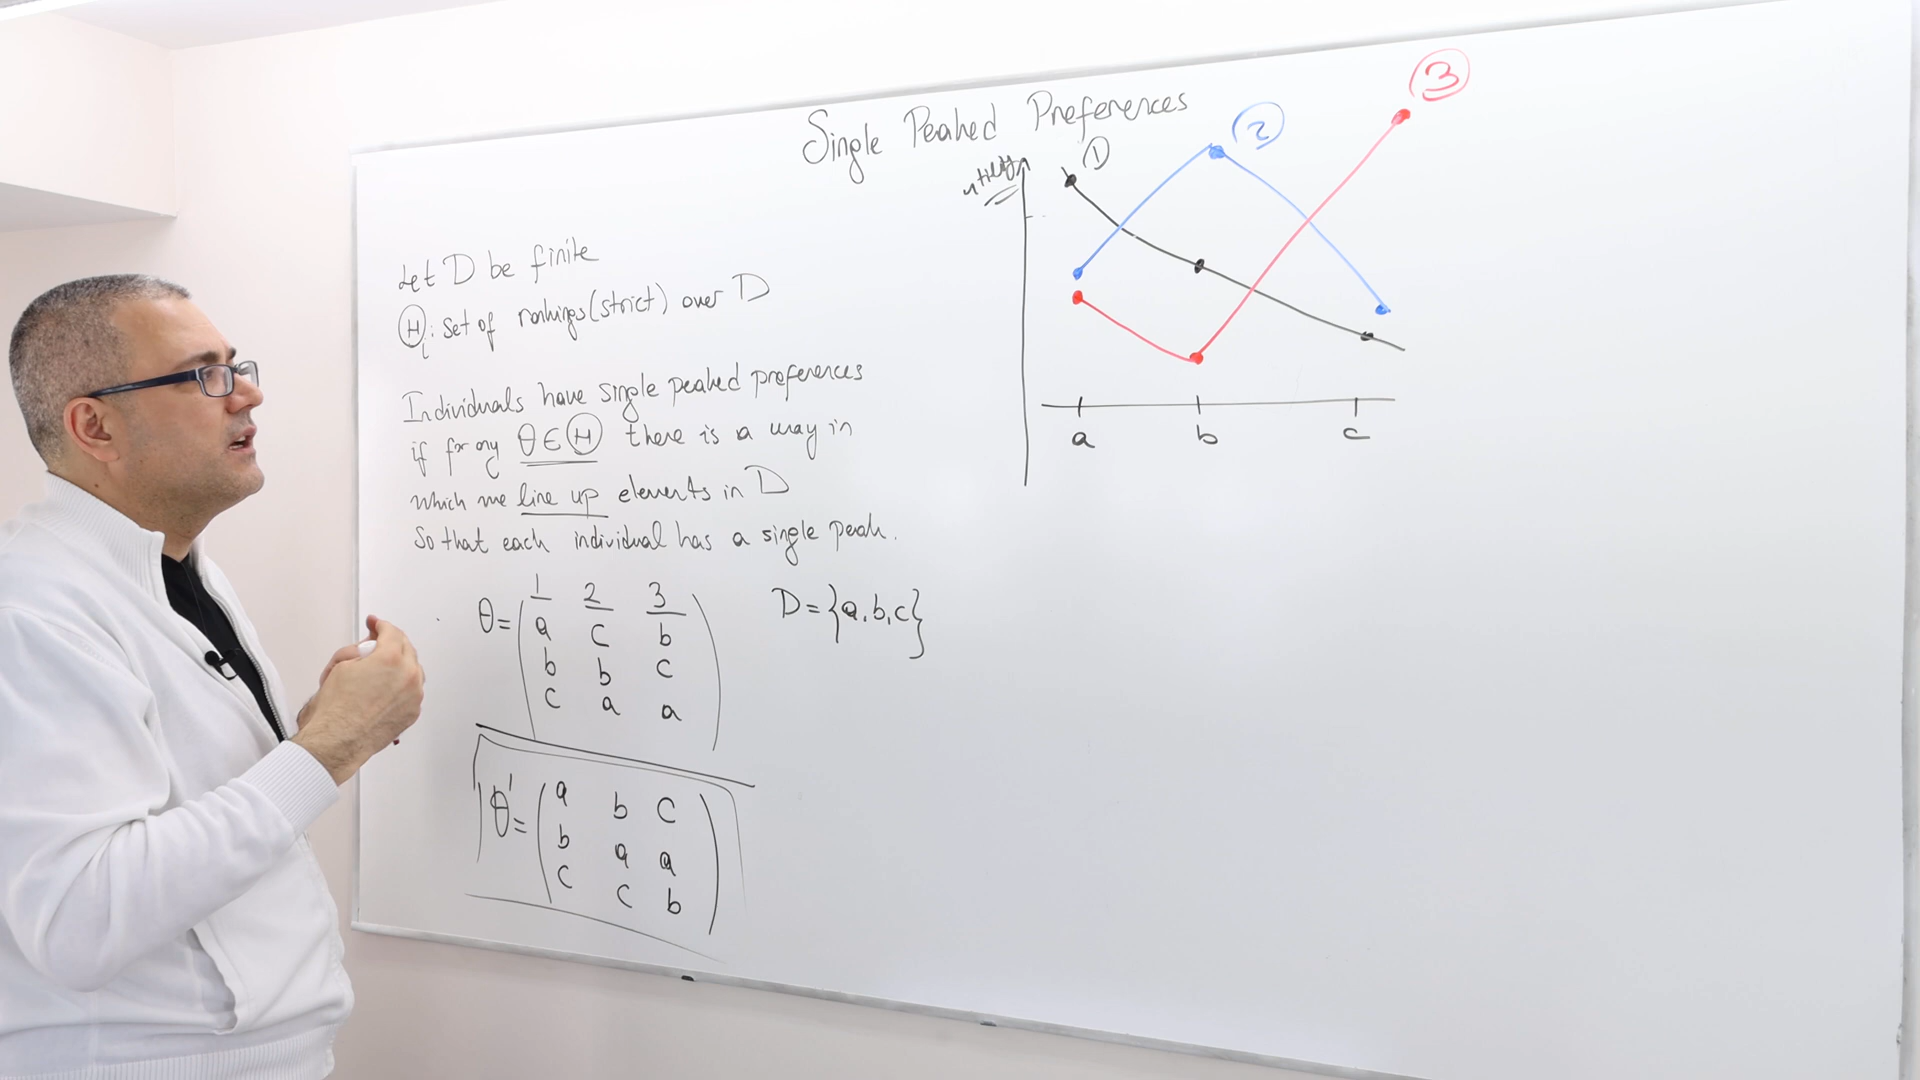 Single Peaked Preferences
Let D be finite
Ⓗi: set of rankings (strict) over D
Individuals have single peaked preferences
if for any θ ∈ Ⓗ there is a way in
which we line up elements in D
So that each individual has a single peak.
1 2 3
θ = ( a c b
b b c
c a a )
D = {a, b, c}
θ' = ( a b c
b a a
c c b )
utility
①
②
③
a b c